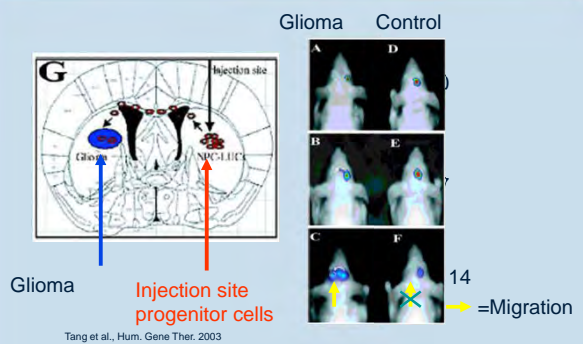 Glioma Control
G
Injection site
Glioma
NPC-LUCs
A
D
B
E
C
F
14
Glioma
Injection site
progenitor cells
=Migration
Tang et al., Hum. Gene Ther. 2003